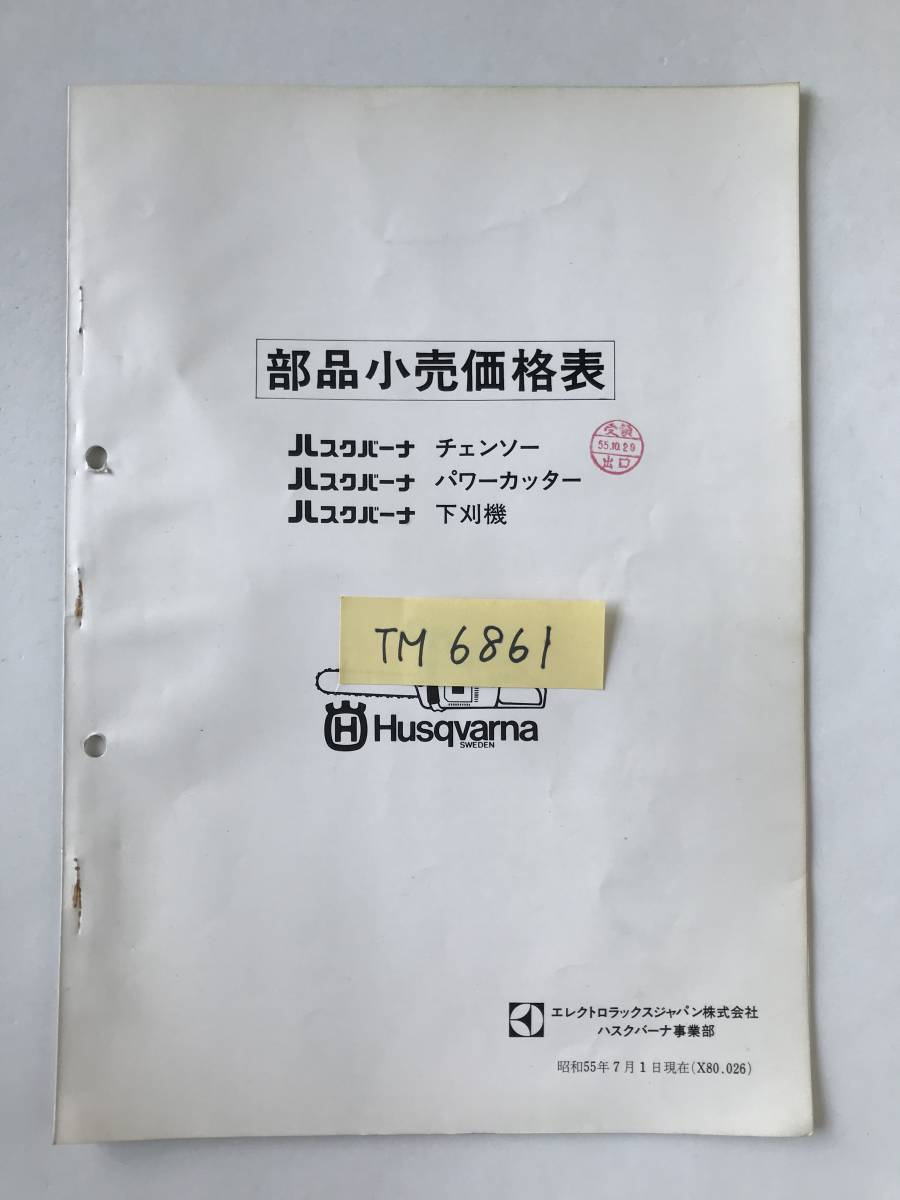 部品小売価格表
ハスクバーナ チェンソー
ハスクバーナ パワーカッター
ハスクバーナ 下刈機
受領
55.10.29
出口
TM 6861
H Husqvarna
SWEDEN
エレクトロラックスジャパン株式会社
ハスクバーナ事業部
昭和55年7月1日現在(X80.026)